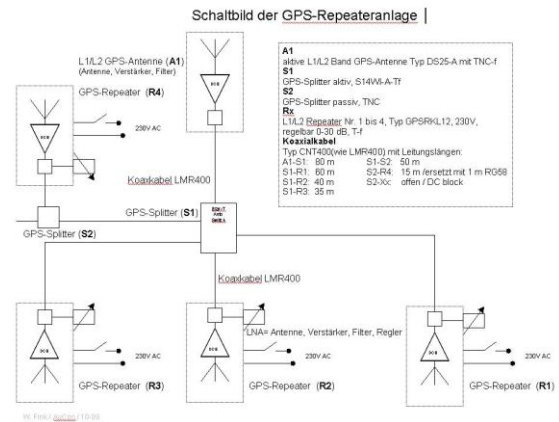 Schaltbild der GPS-Repeateranlage
L1/L2 GPS-Antenne (A1)
(Antenne, Verstärker, Filter)
GPS-Repeater (R4)
230V AC
Koaxkabel LMR400
GPS-Splitter (S1)
GPS-Splitter (S2)
A1
aktive L1/L2 Band GPS-Antenne Typ DS25-A mit TNC-f
S1
GPS-Splitter aktiv, S14WI-A-Tf
S2
GPS-Splitter passiv, TNC
Rx
L1/L2 Repeater Nr. 1 bis 4, Typ GPSRKL12, 230V,
regelbar 0-30 dB, T-f
Koaxialkabel
Typ CNT400(wie LMR400) mit Leitungslängen:
A1-S1: 80 m S1-S2: 50 m
S1-R1: 60 m S2-R4: 15 m /ersetzt mit 1 m RG58
S1-R2: 40 m S2-Xx: offen / DC block
S1-R3: 35 m
Koaxkabel LMR400
LNA= Antenne, Verstärker, Filter, Regler
230V AC
230V AC
230V AC
GPS-Repeater (R3)
GPS-Repeater (R2)
GPS-Repeater (R1)